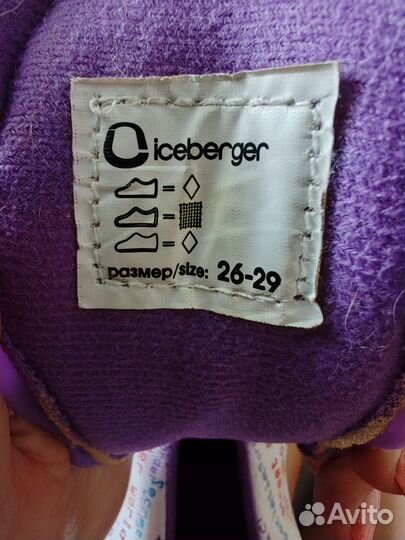 iceberger
=
=
=
размер/size: 26-29
Avito